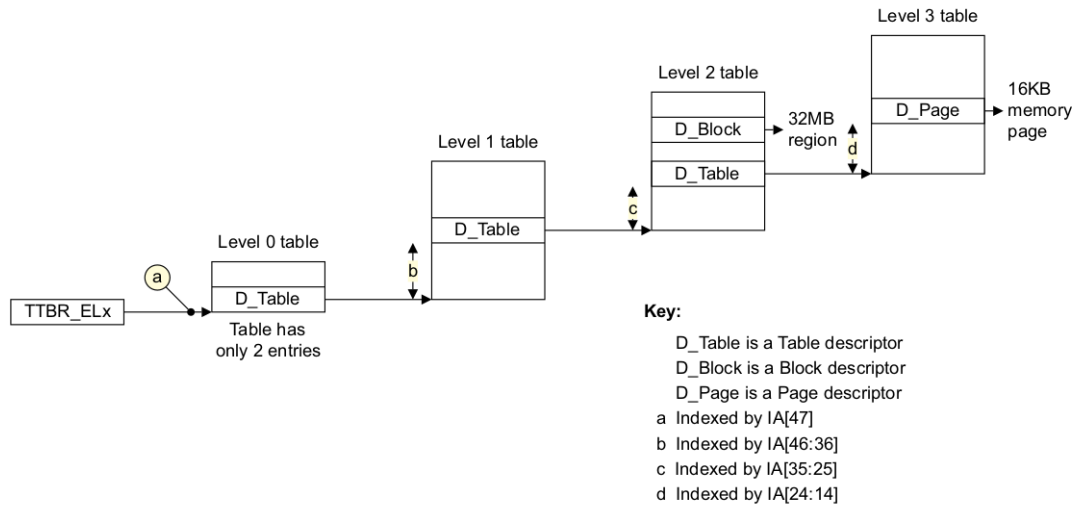 Level 3 table
D_Page
16KB
memory
page
Level 2 table
D_Block
32MB
region
D_Table
d
Level 1 table
D_Table
c
Level 0 table
D_Table
b
a
TTBR_ELx
Table has
only 2 entries
Key:
D_Table is a Table descriptor
D_Block is a Block descriptor
D_Page is a Page descriptor
a Indexed by IA[47]
b Indexed by IA[46:36]
c Indexed by IA[35:25]
d Indexed by IA[24:14]